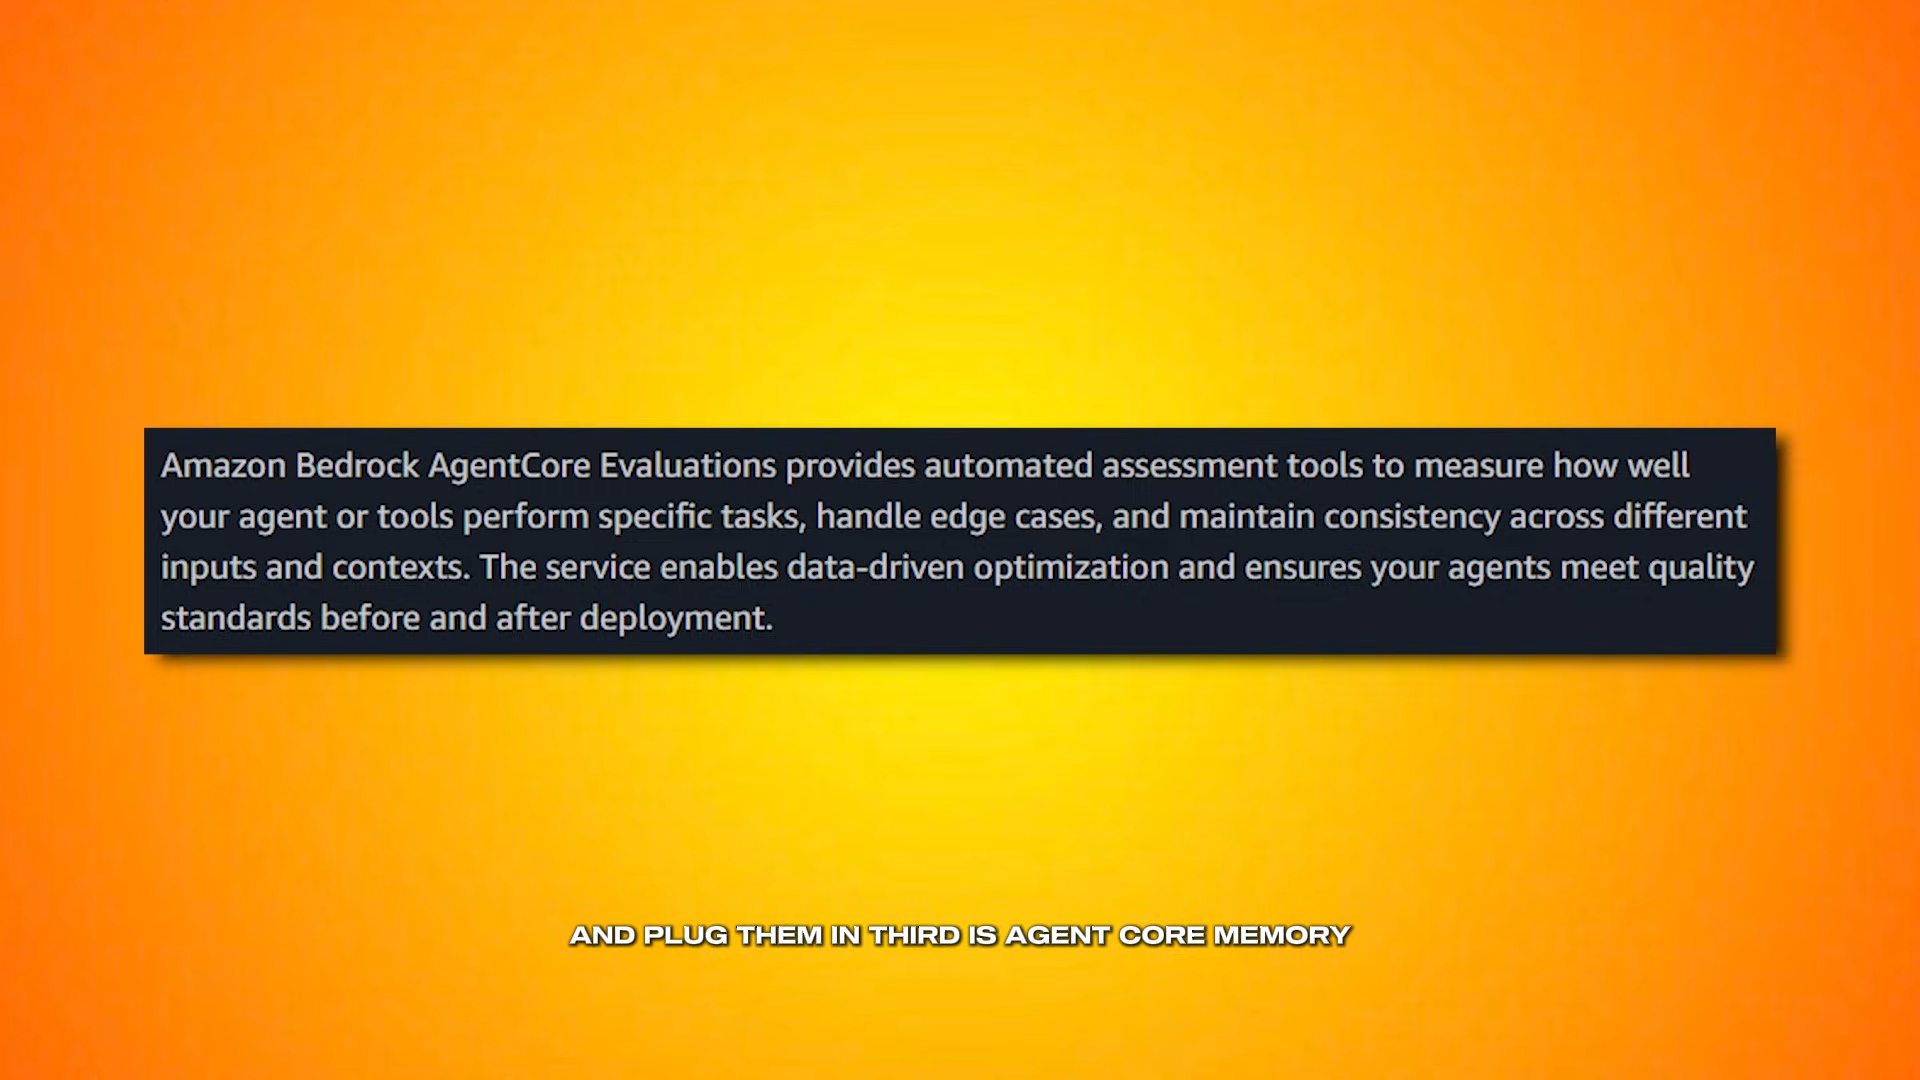 Amazon Bedrock AgentCore Evaluations provides automated assessment tools to measure how well
your agent or tools perform specific tasks, handle edge cases, and maintain consistency across different
inputs and contexts. The service enables data-driven optimization and ensures your agents meet quality
standards before and after deployment.
AND PLUG THEM IN THIRD IS AGENT CORE MEMORY